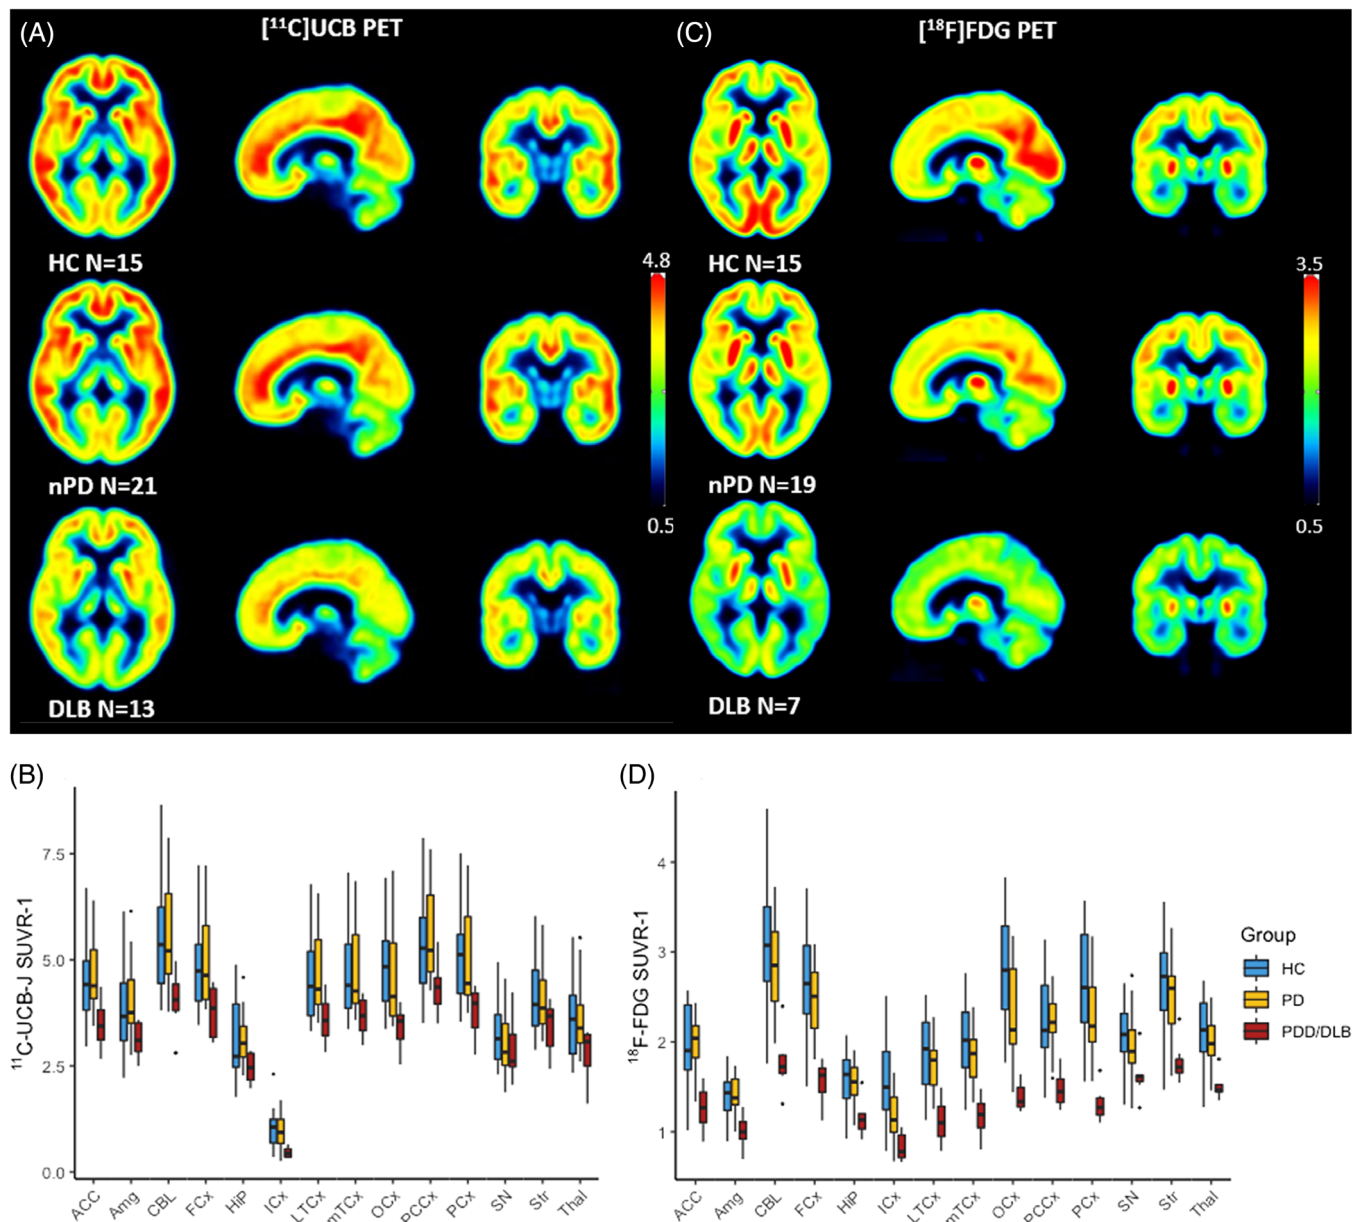 (A) [¹¹C]UCB PET
(C) [¹⁸F]FDG PET
HC N=15
4.8
nPD N=21
0.5
DLB N=13
HC N=15
3.5
nPD N=19
0.5
DLB N=7
(B)
¹¹C-UCB-J SUVR-1
7.5
5.0
2.5
0.0
ACC Amg CBL FCx HiP ICx LTCx mTCx OCx PCCx PCx SN Str Thal
(D)
¹⁸F-FDG SUVR-1
4
3
2
1
ACC Amg CBL FCx HiP ICx LTCx mTCx OCx PCCx PCx SN Str Thal
Group
HC
PD
PDD/DLB